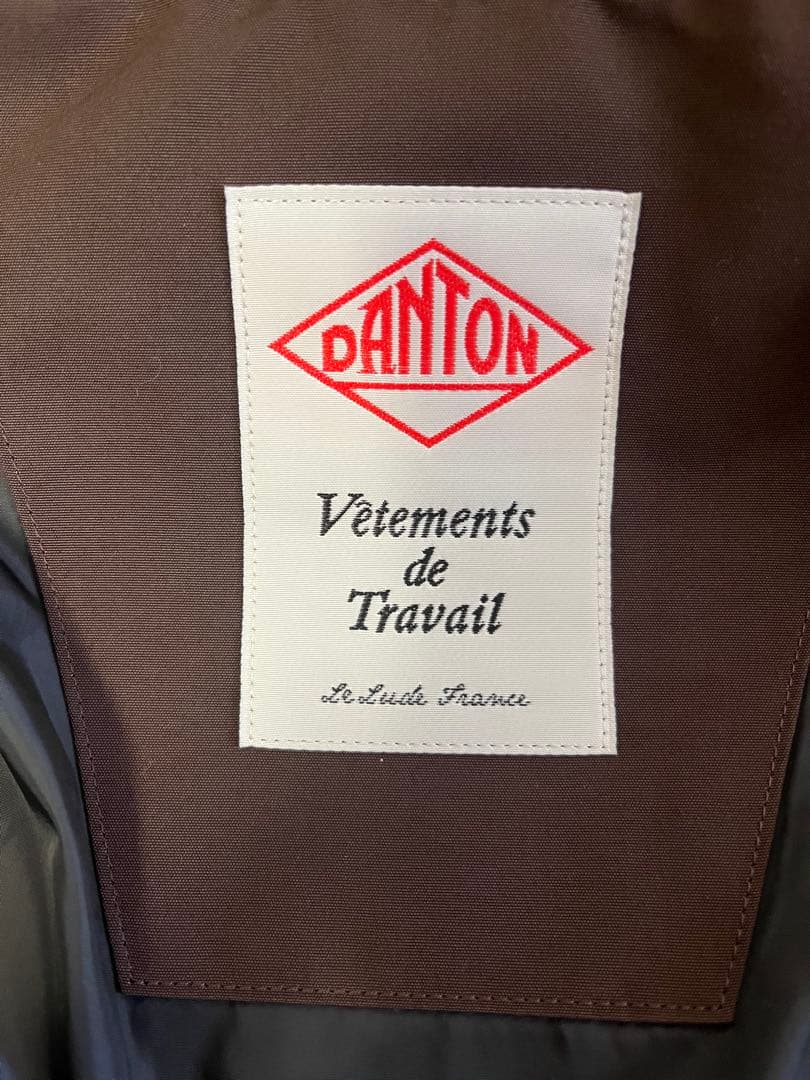 DANTON
Vêtements
de
Travail
Le Lude France